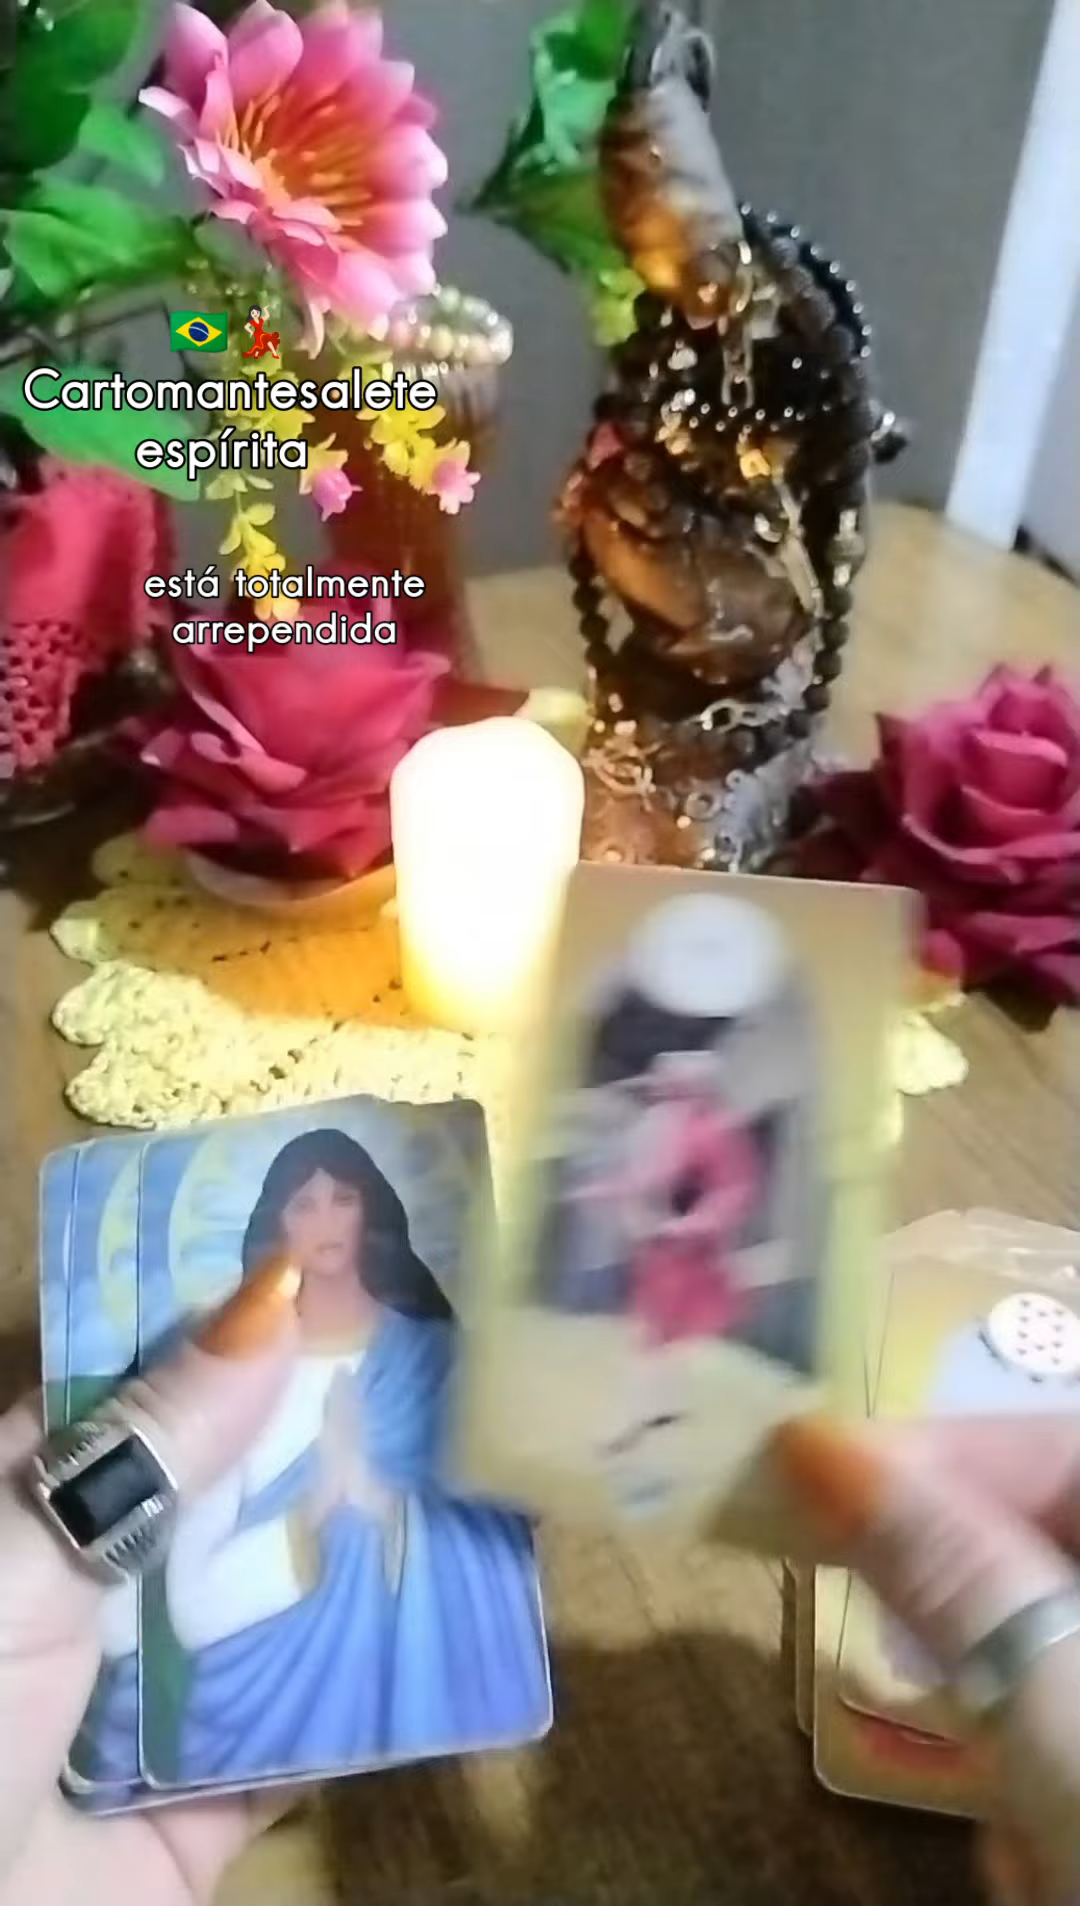 🇧🇷💃🏻
Cartomantesalete
espírita
está totalmente
arrependida